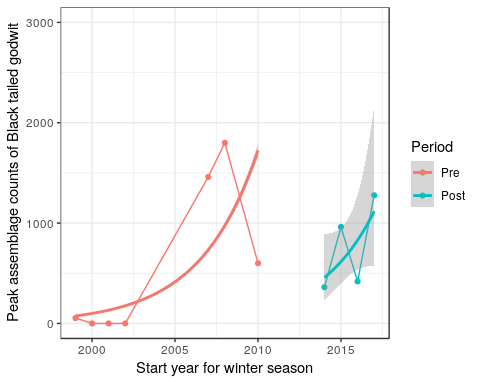 Peak assemblage counts of Black tailed godwit
3000
2000
1000
0
2000
2005
2010
2015
Start year for winter season
Period
Pre
Post